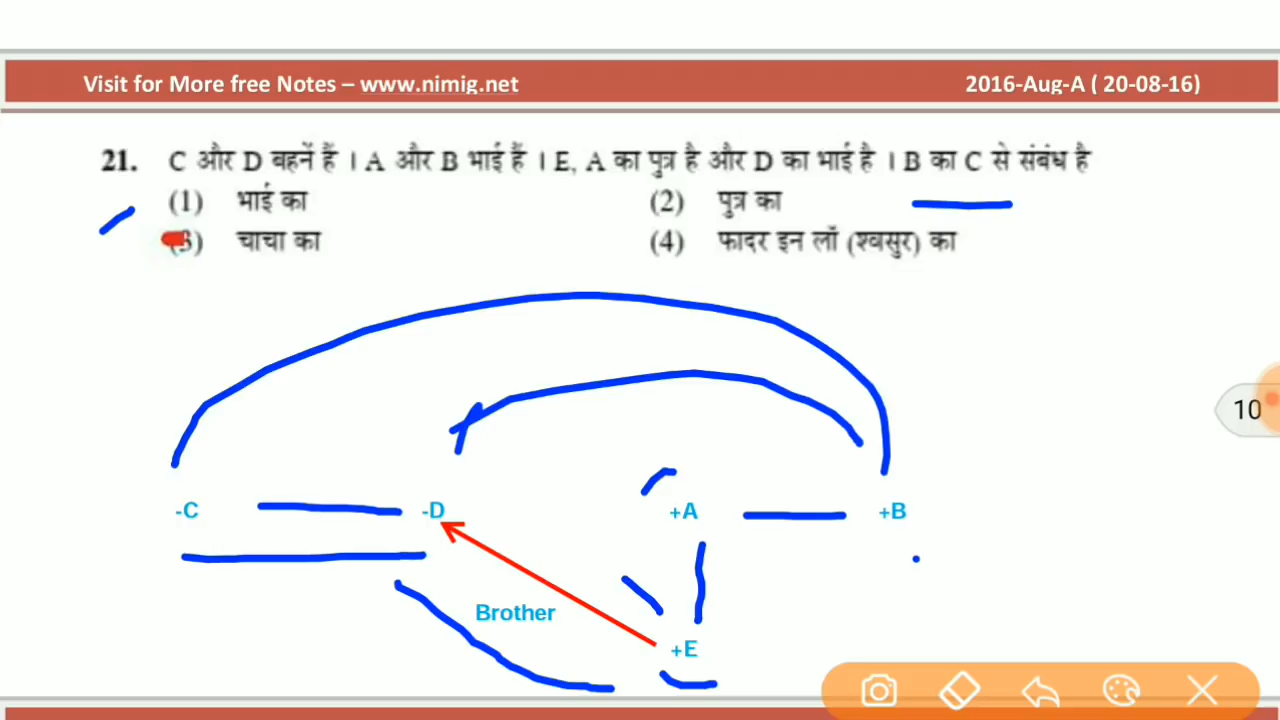 Visit for More free Notes – www.nimig.net 2016-Aug-A ( 20-08-16)
21. C और D बहनें हैं । A और B भाई हैं । E, A का पुत्र है और D का भाई है । B का C से संबंध है
(1) भाई का (2) पुत्र का
(3) चाचा का (4) फादर इन लॉ (श्वसुर) का
10
-C -D +A +B
Brother
+E